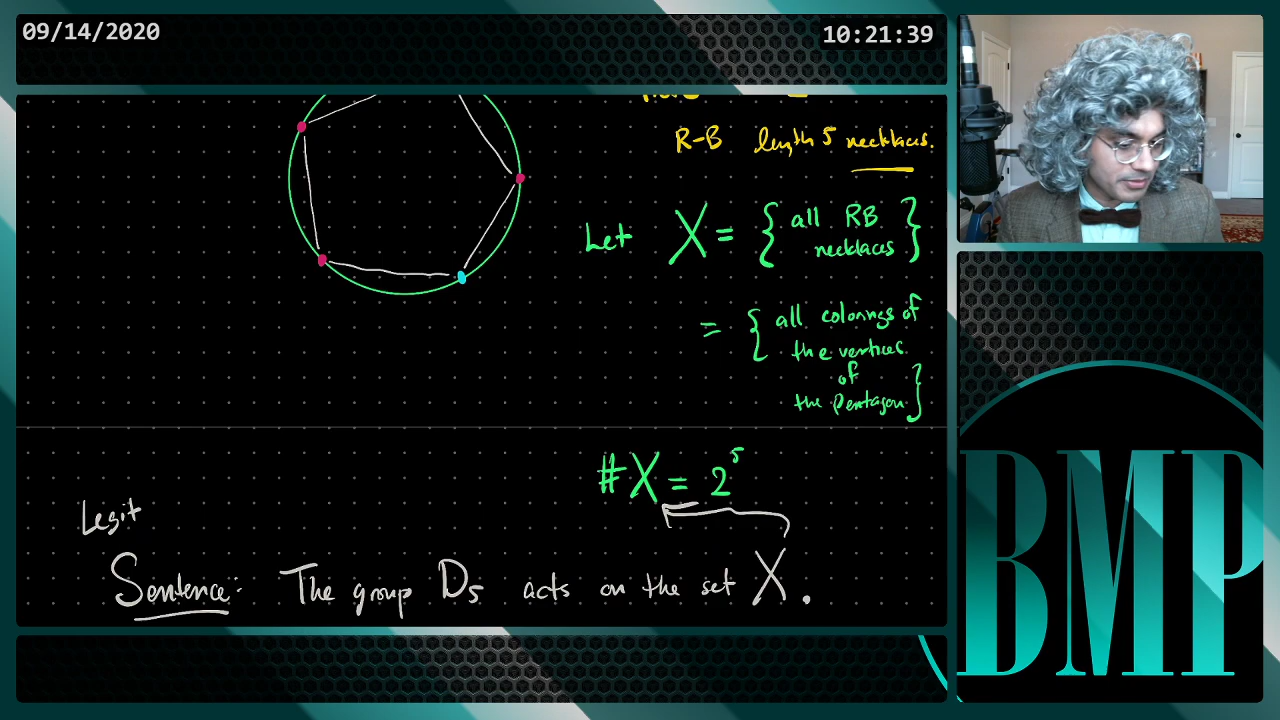 09/14/2020
10:21:39
R-B length 5 necklaces.
Let X = { all RB necklaces }
= { all colorings of
the vertices
of
the Pentagon }
#X = 2^5
Legit
Sentence: The group D5 acts on the set X.
BMP